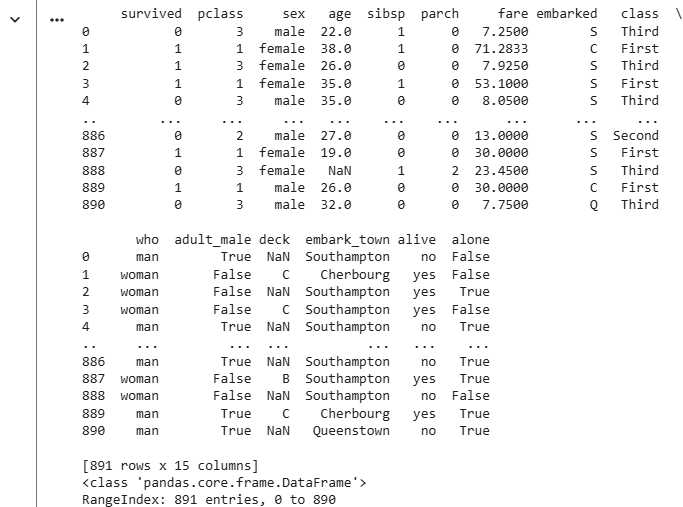 ...      survived  pclass     sex   age  sibsp  parch     fare embarked   class  \
0           0       3    male  22.0      1      0   7.2500        S   Third
1           1       1  female  38.0      1      0  71.2833        C   First
2           1       3  female  26.0      0      0   7.9250        S   Third
3           1       1  female  35.0      1      0  53.1000        S   First
4           0       3    male  35.0      0      0   8.0500        S   Third
..        ...     ...     ...   ...    ...    ...      ...      ...     ...
886         0       2    male  27.0      0      0  13.0000        S  Second
887         1       1  female  19.0      0      0  30.0000        S   First
888         0       3  female   NaN      1      2  23.4500        S   Third
889         1       1    male  26.0      0      0  30.0000        C   First
890         0       3    male  32.0      0      0   7.7500        Q   Third

       who  adult_male deck  embark_town alive  alone
0      man        True  NaN  Southampton    no  False
1    woman       False    C    Cherbourg   yes  False
2    woman       False  NaN  Southampton   yes   True
3    woman       False    C  Southampton   yes  False
4      man        True  NaN  Southampton    no   True
..     ...         ...  ...          ...   ...    ...
886    man        True  NaN  Southampton    no   True
887  woman       False    B  Southampton   yes   True
888  woman       False  NaN  Southampton    no  False
889    man        True    C    Cherbourg   yes   True
890    man        True  NaN   Queenstown    no   True

[891 rows x 15 columns]
<class 'pandas.core.frame.DataFrame'>
RangeIndex: 891 entries, 0 to 890